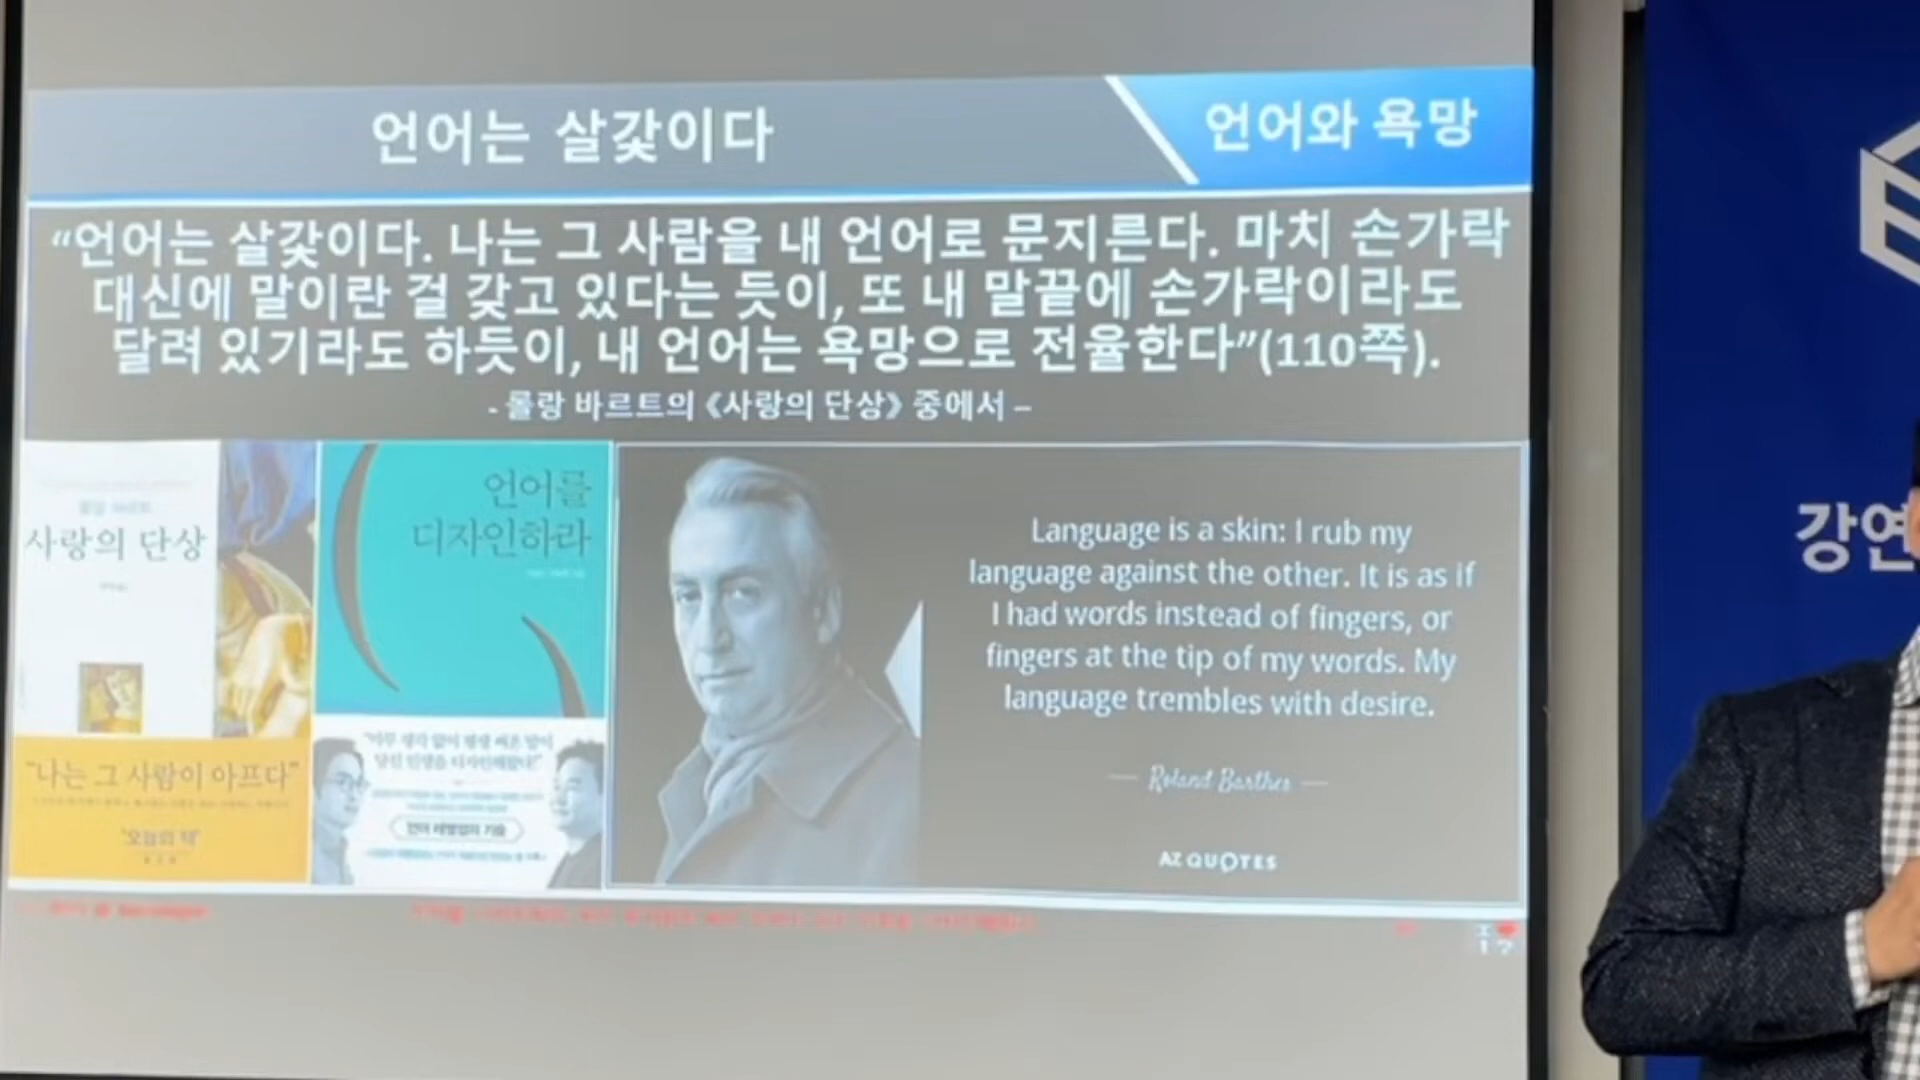 언어는 살갗이다
언어와 욕망
“언어는 살갗이다. 나는 그 사람을 내 언어로 문지른다. 마치 손가락
대신에 말이란 걸 갖고 있다는 듯이, 또 내 말끝에 손가락이라도
달려 있기라도 하듯이, 내 언어는 욕망으로 전율한다”(110쪽).
- 롤랑 바르트의 《사랑의 단상》 중에서 –
사랑의 단상
“나는 그 사람이 아프다”
'오늘의 책'
언어를
디자인하라
Language is a skin: I rub my
language against the other. It is as if
I had words instead of fingers, or
fingers at the tip of my words. My
language trembles with desire.
— Roland Barthes —
AZ QUOTES
강연